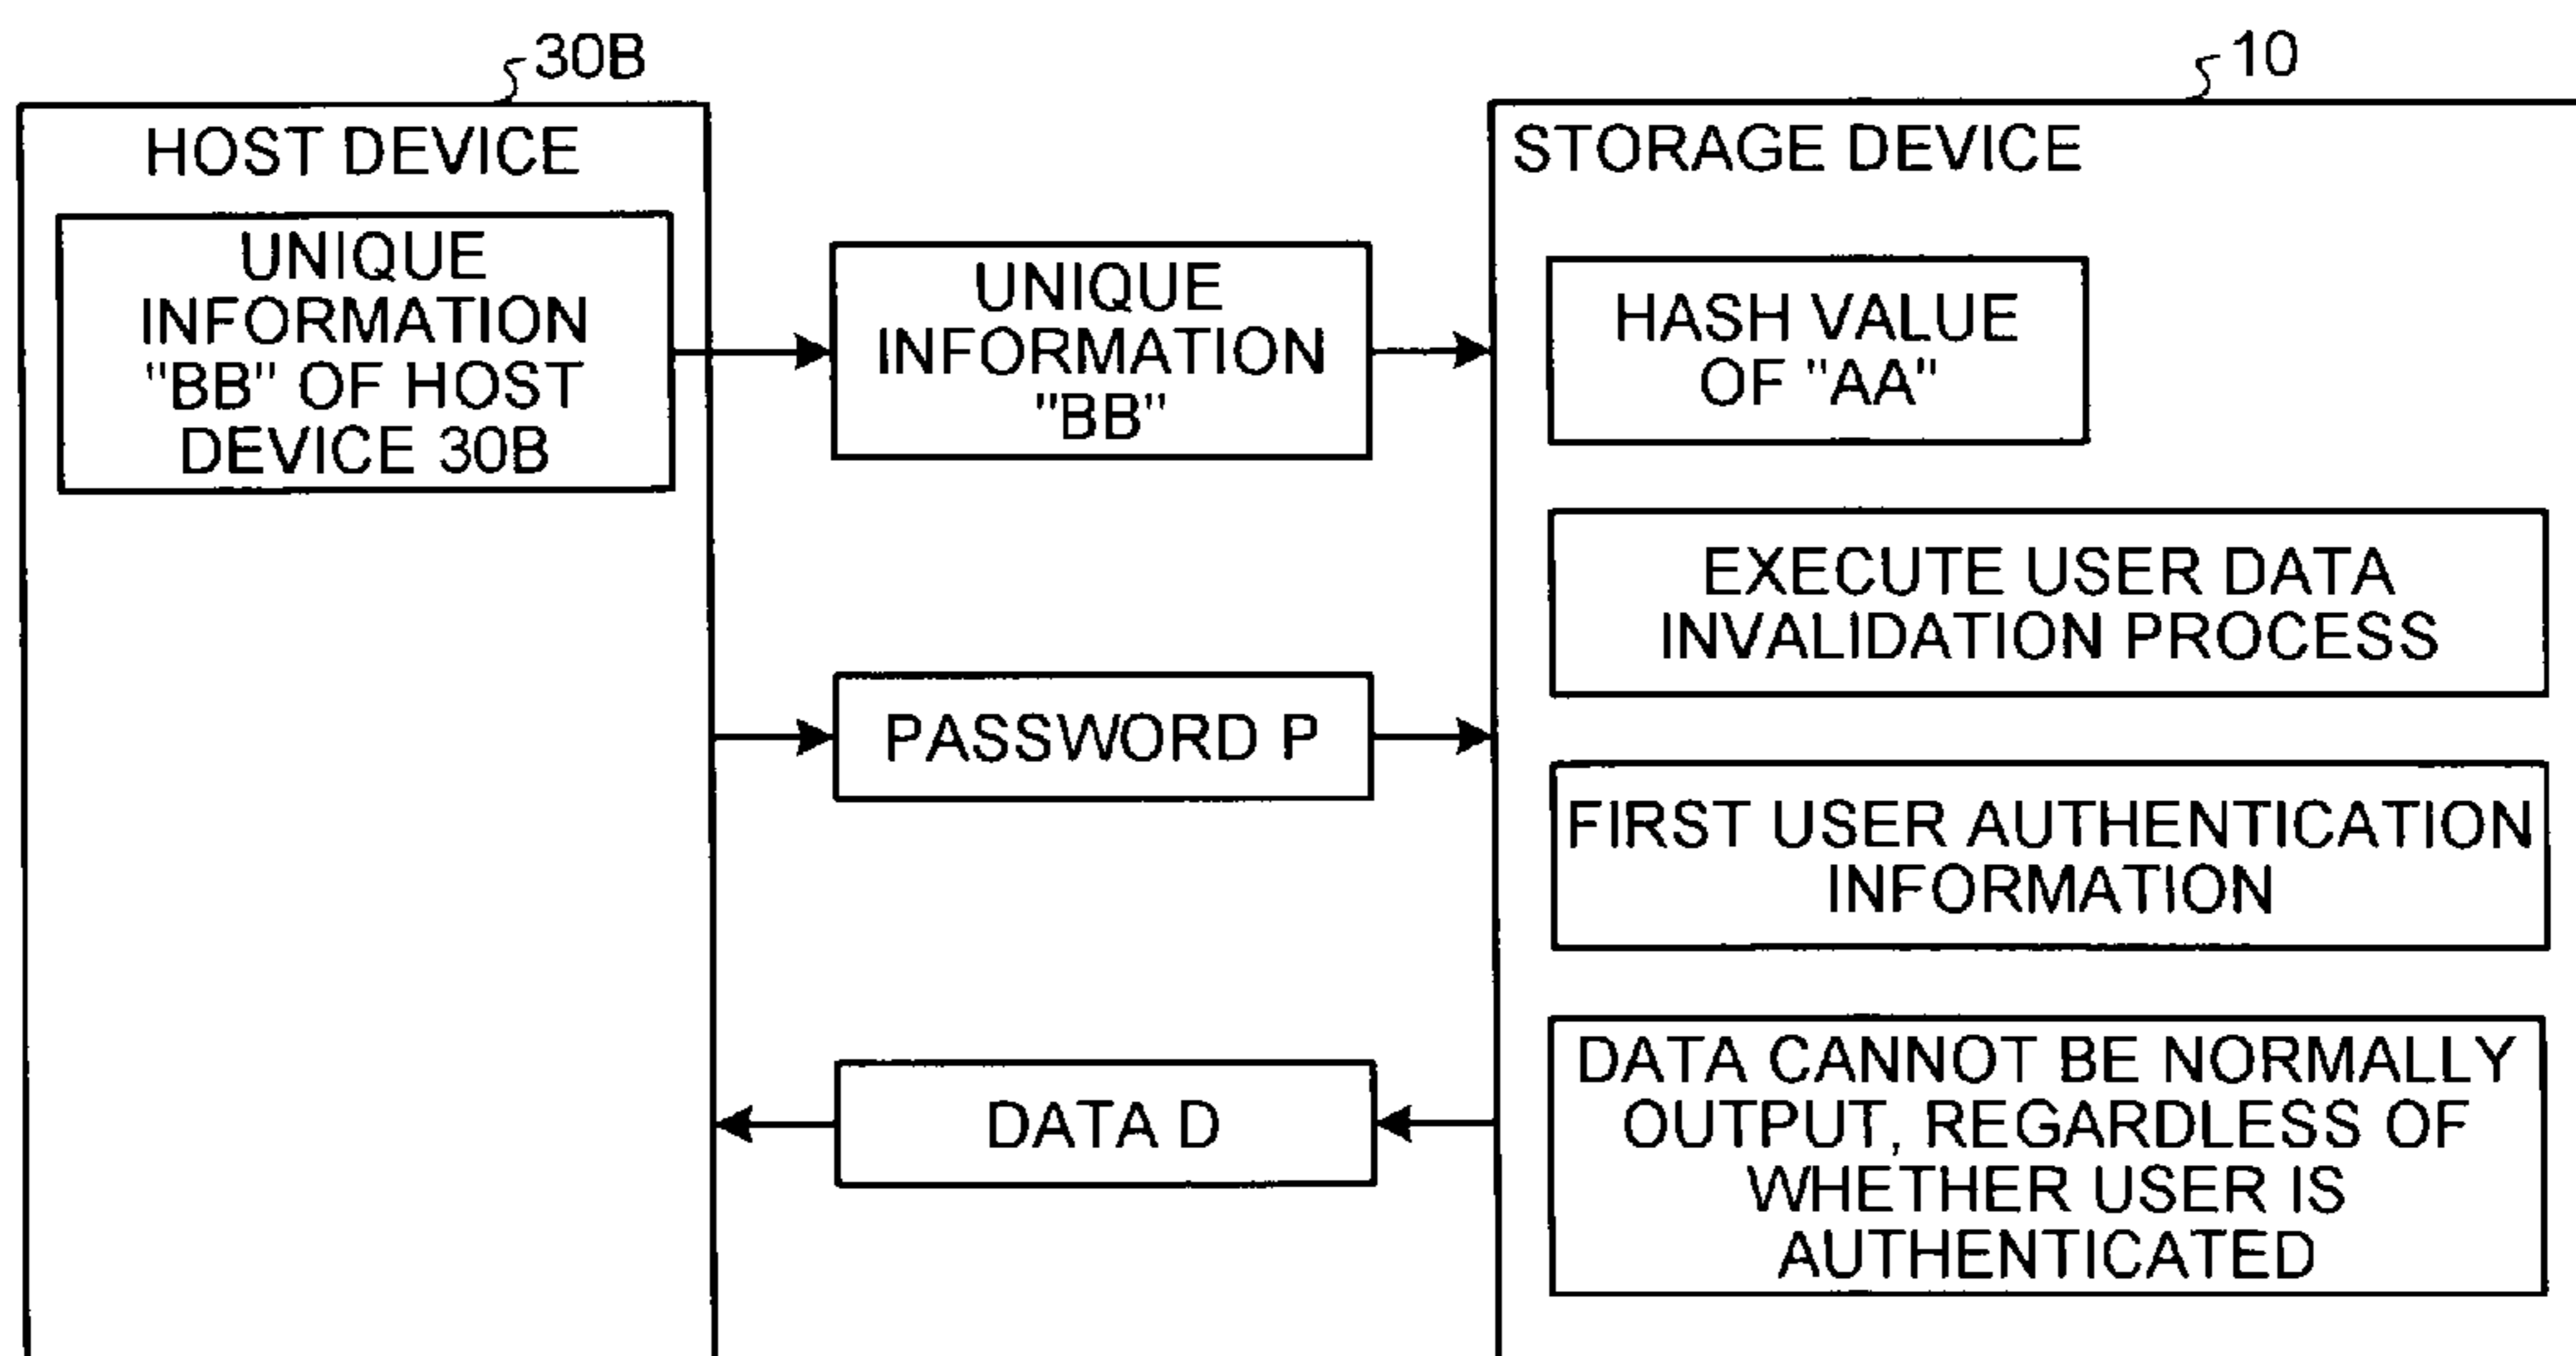 30B
10
HOST DEVICE
UNIQUE
INFORMATION
"BB" OF HOST
DEVICE 30B
UNIQUE
INFORMATION
"BB"
PASSWORD P
DATA D
STORAGE DEVICE
HASH VALUE
OF "AA"
EXECUTE USER DATA
INVALIDATION PROCESS
FIRST USER AUTHENTICATION
INFORMATION
DATA CANNOT BE NORMALLY
OUTPUT, REGARDLESS OF
WHETHER USER IS
AUTHENTICATED